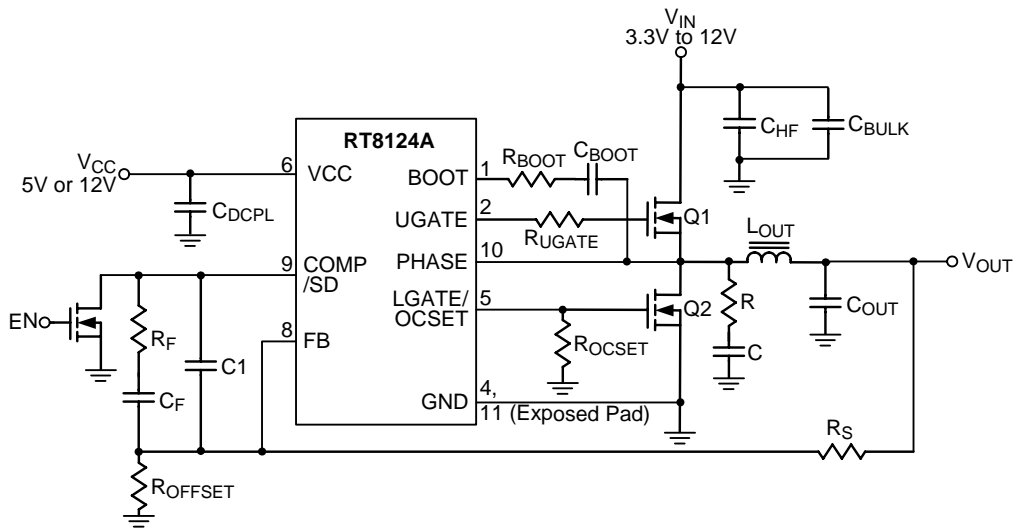 VIN
3.3V to 12V
RT8124A
CHF
CBULK
VCC
5V or 12V
6
VCC
BOOT
1
RBOOT
CBOOT
CDCPL
UGATE
2
RUGATE
Q1
LOUT
9
COMP
/SD
PHASE
10
VOUT
LGATE/
OCSET
5
Q2
R
COUT
EN
RF
8
FB
ROCSET
C1
C
CF
GND
4,
11 (Exposed Pad)
RS
ROFFSET